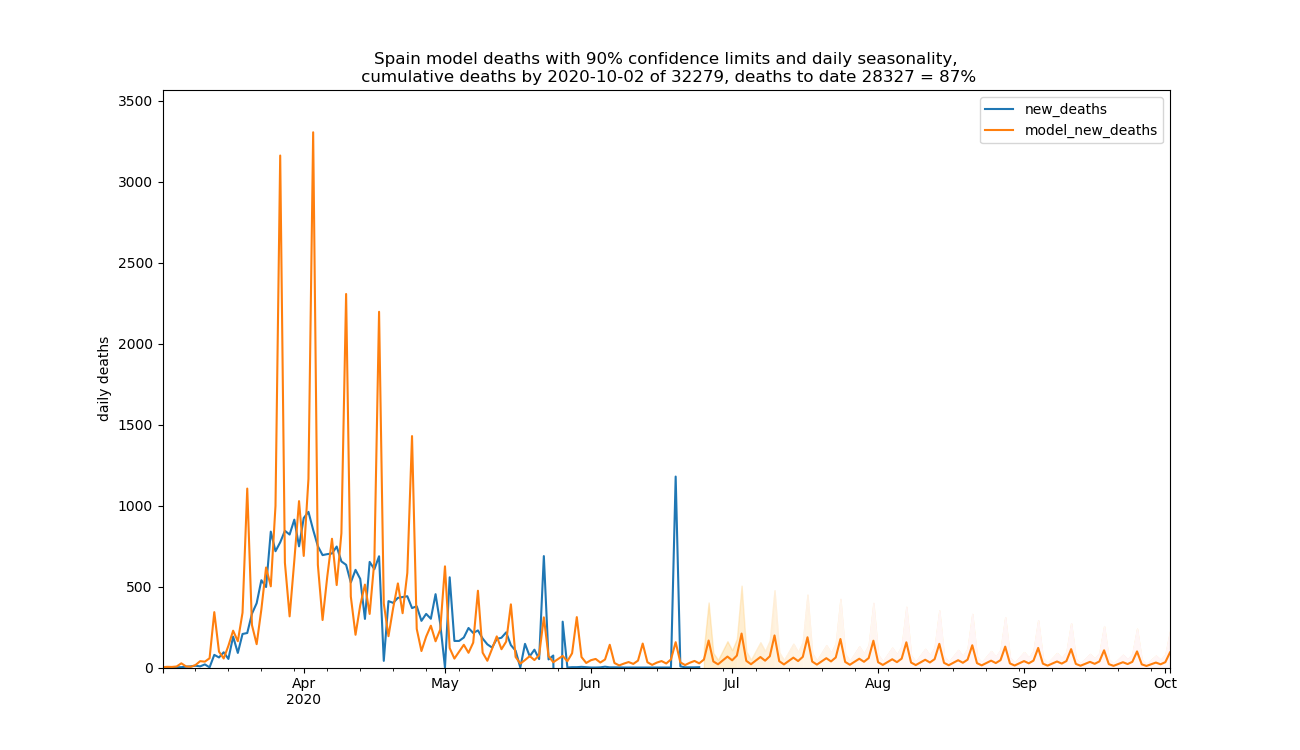 Spain model deaths with 90% confidence limits and daily seasonality,
cumulative deaths by 2020-10-02 of 32279, deaths to date 28327 = 87%
new_deaths
model_new_deaths
daily deaths
3500
3000
2500
2000
1500
1000
500
0
Apr
2020
May
Jun
Jul
Aug
Sep
Oct